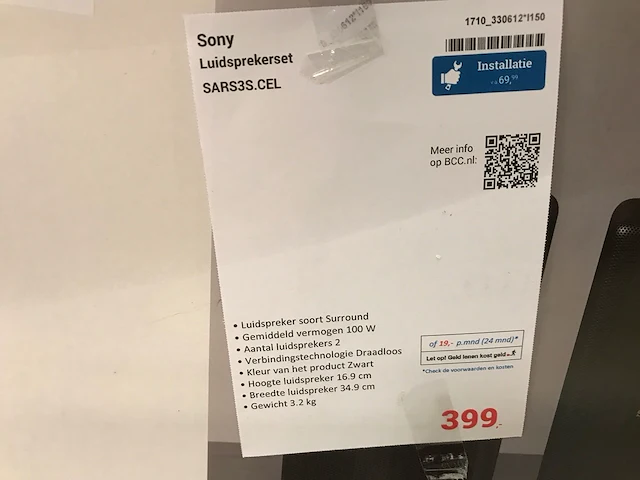 1710_330612*I150
Sony
Luidsprekerset
SARS3S.CEL
Installatie
69,99
Meer info
op BCC.nl:
• Luidspreker soort Surround
• Gemiddeld vermogen 100 W
• Aantal luidsprekers 2
• Verbindingstechnologie Draadloos
• Kleur van het product Zwart
• Hoogte luidspreker 16.9 cm
• Breedte luidspreker 34.9 cm
• Gewicht 3.2 kg
of 19,- p.mnd (24 mnd)*
Let op! Geld lenen kost geld
*Check de voorwaarden en kosten
399.-